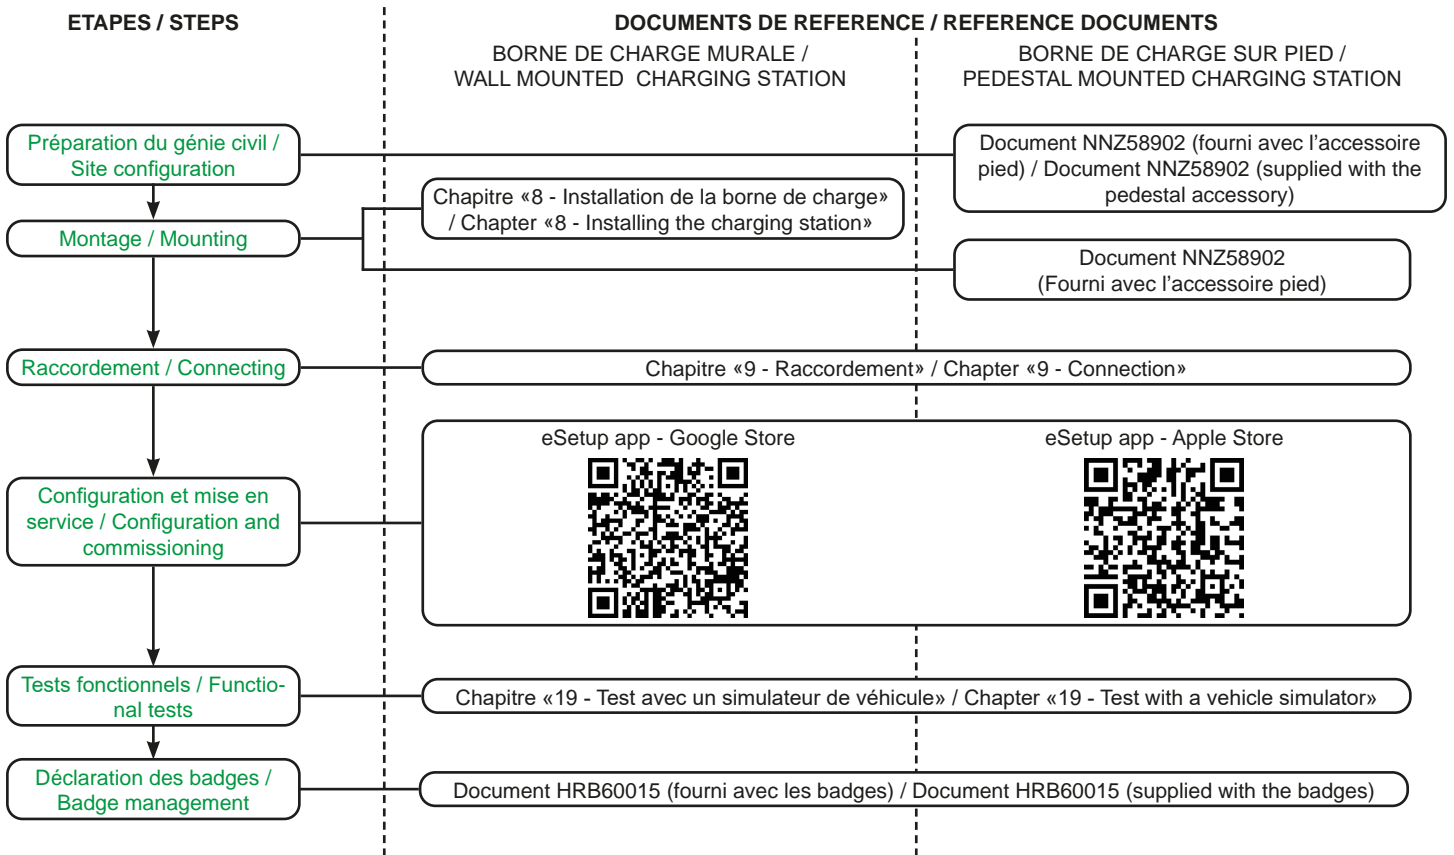 ETAPES / STEPS
DOCUMENTS DE REFERENCE / REFERENCE DOCUMENTS
BORNE DE CHARGE MURALE /
WALL MOUNTED CHARGING STATION
BORNE DE CHARGE SUR PIED /
PEDESTAL MOUNTED CHARGING STATION
Préparation du génie civil /
Site configuration
Document NNZ58902 (fourni avec l'accessoire
pied) / Document NNZ58902 (supplied with the
pedestal accessory)
Montage / Mounting
Chapitre «8 - Installation de la borne de charge»
/ Chapter «8 - Installing the charging station»
Document NNZ58902
(Fourni avec l'accessoire pied)
Raccordement / Connecting
Chapitre «9 - Raccordement» / Chapter «9 - Connection»
Configuration et mise en
service / Configuration and
commissioning
eSetup app - Google Store
eSetup app - Apple Store
Tests fonctionnels / Functio-
nal tests
Chapitre «19 - Test avec un simulateur de véhicule» / Chapter «19 - Test with a vehicle simulator»
Déclaration des badges /
Badge management
Document HRB60015 (fourni avec les badges) / Document HRB60015 (supplied with the badges)